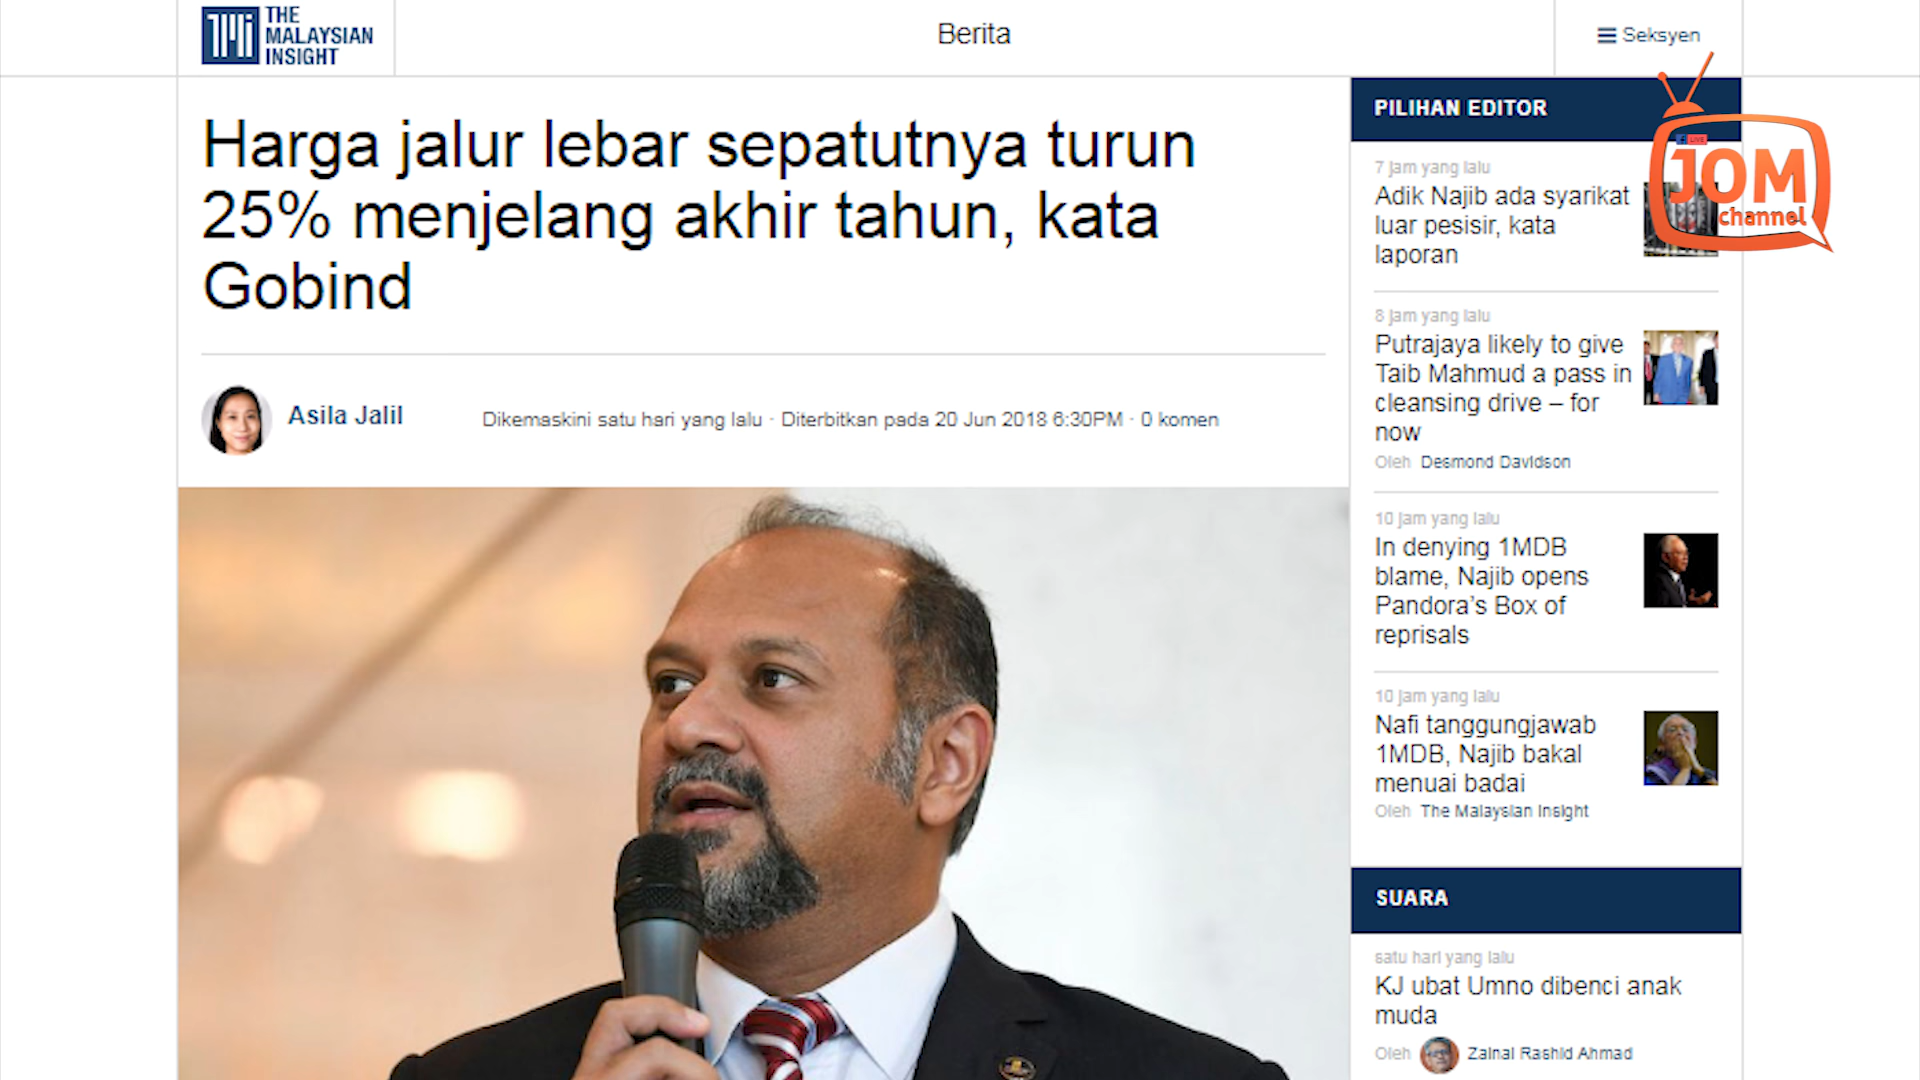 THE
MALAYSIAN
INSIGHT
Berita
Seksyen
Harga jalur lebar sepatutnya turun
25% menjelang akhir tahun, kata
Gobind
Asila Jalil
Dikemaskini satu hari yang lalu · Diterbitkan pada 20 Jun 2018 6:30PM · 0 komen
PILIHAN EDITOR
7 jam yang lalu
Adik Najib ada syarikat
luar pesisir, kata
laporan
8 jam yang lalu
Putrajaya likely to give
Taib Mahmud a pass in
cleansing drive – for
now
Oleh Desmond Davidson
10 jam yang lalu
In denying 1MDB
blame, Najib opens
Pandora’s Box of
reprisals
10 jam yang lalu
Nafi tanggungjawab
1MDB, Najib bakal
menuai badai
Oleh The Malaysian Insight
SUARA
satu hari yang lalu
KJ ubat Umno dibenci anak
muda
Oleh Zainal Rashid Ahmad
LIVE
JOM
channel